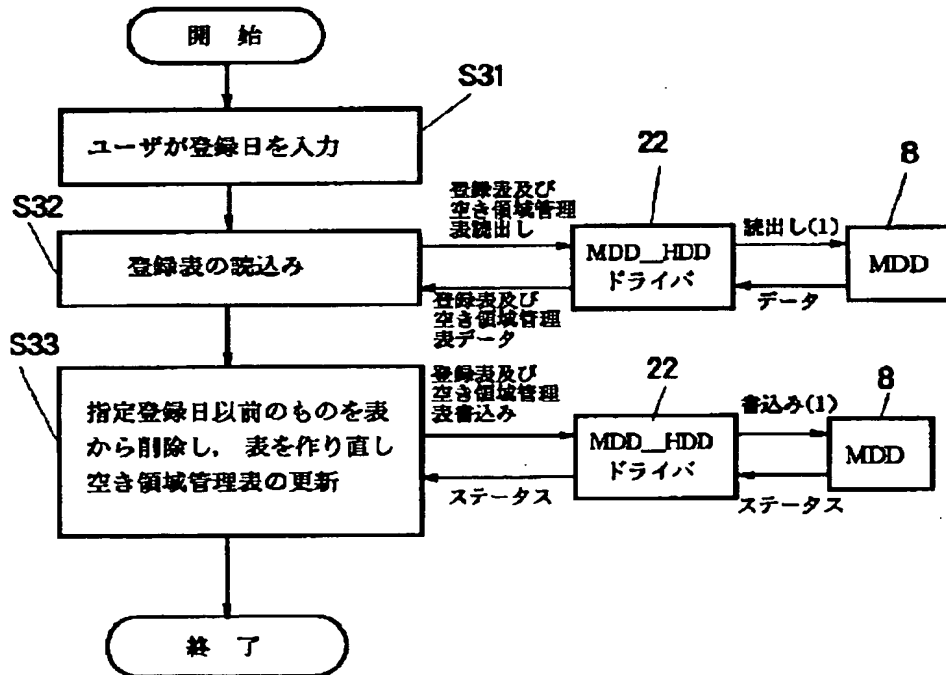 開 始
S31
ユーザが登録日を入力
S32
登録表の読込み
登録表及び
空き領域管理
表読出し
登録表及び
空き領域管理
表データ
22
MDD__HDD
ドライバ
読出し(1)
データ
8
MDD
S33
指定登録日以前のものを表
から削除し, 表を作り直し
空き領域管理表の更新
登録表及び
空き領域管理
表書込み
ステータス
22
MDD__HDD
ドライバ
書込み(1)
ステータス
8
MDD
終 了